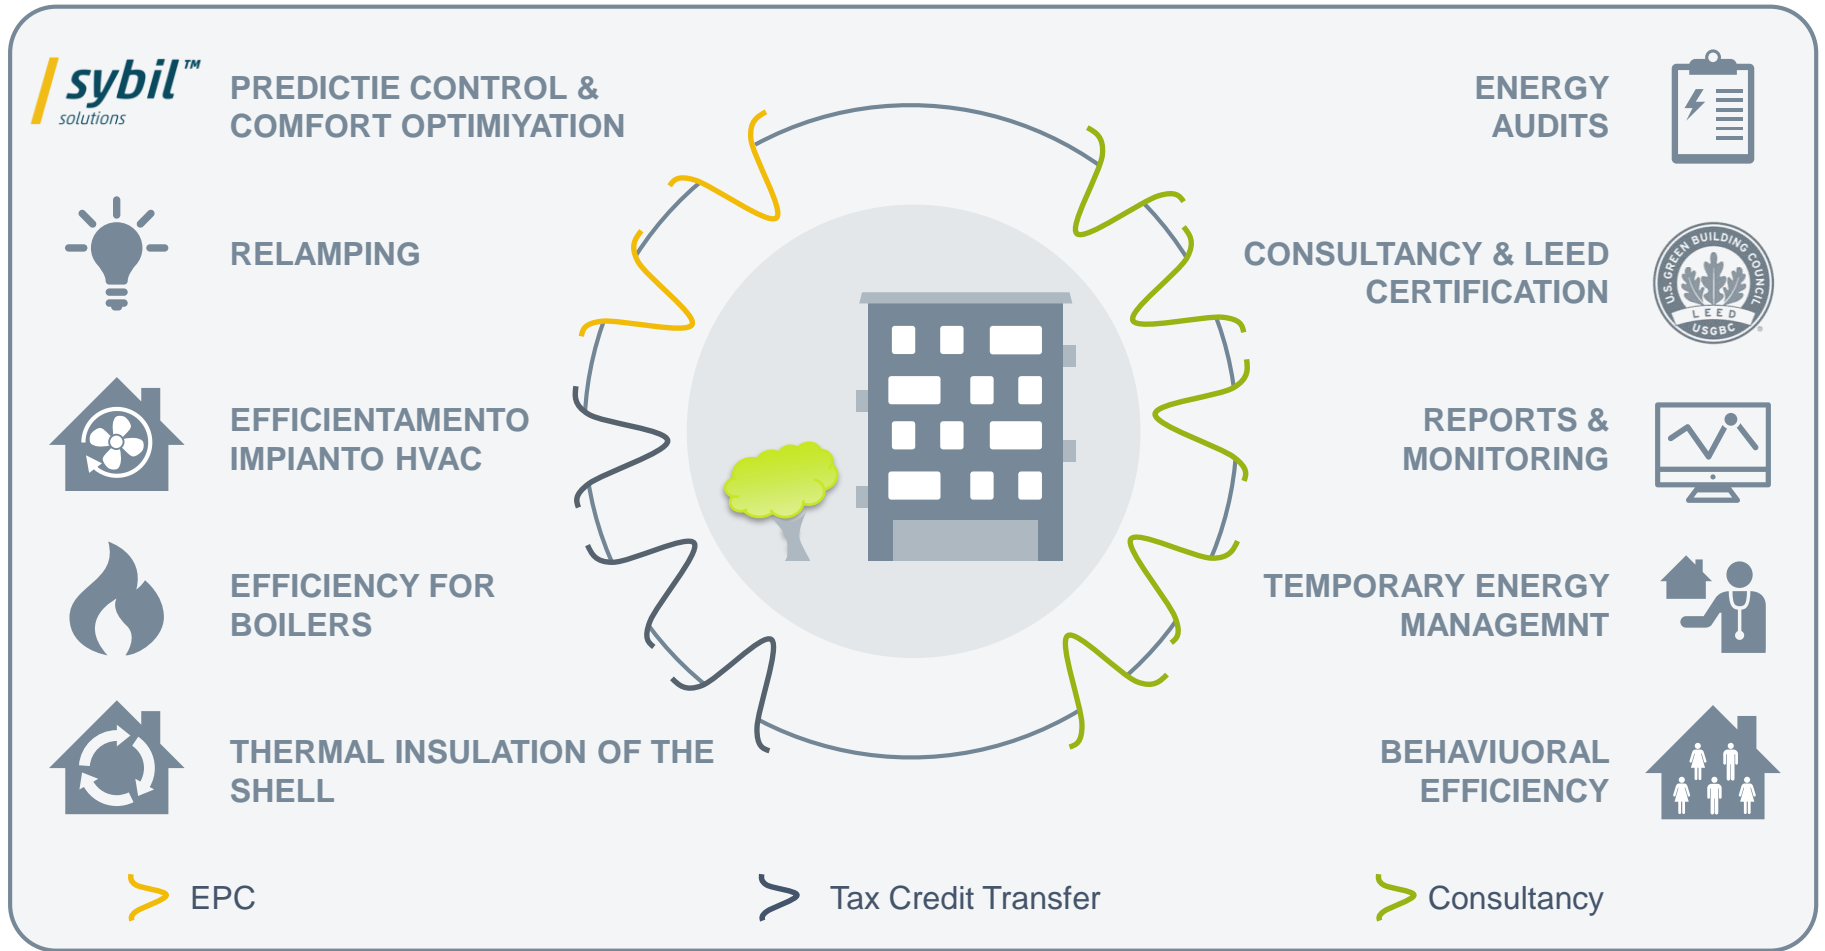 sybil™
solutions
PREDICTIE CONTROL &
COMFORT OPTIMIYATION
RELAMPING
EFFICIENTAMENTO
IMPIANTO HVAC
EFFICIENCY FOR
BOILERS
THERMAL INSULATION OF THE
SHELL
ENERGY
AUDITS
CONSULTANCY & LEED
CERTIFICATION
U.S. GREEN BUILDING COUNCIL
LEED
USGBC
®
REPORTS &
MONITORING
TEMPORARY ENERGY
MANAGEMNT
BEHAVIUORAL
EFFICIENCY
EPC
Tax Credit Transfer
Consultancy